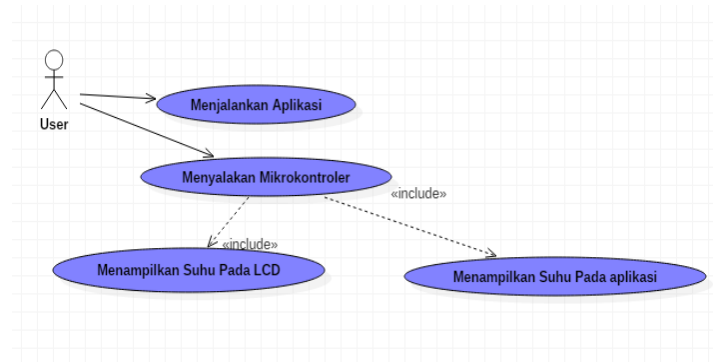 Menjalankan Aplikasi
User
Menyalakan Mikrokontroler
«include»
«include»
Menampilkan Suhu Pada LCD
Menampilkan Suhu Pada aplikasi